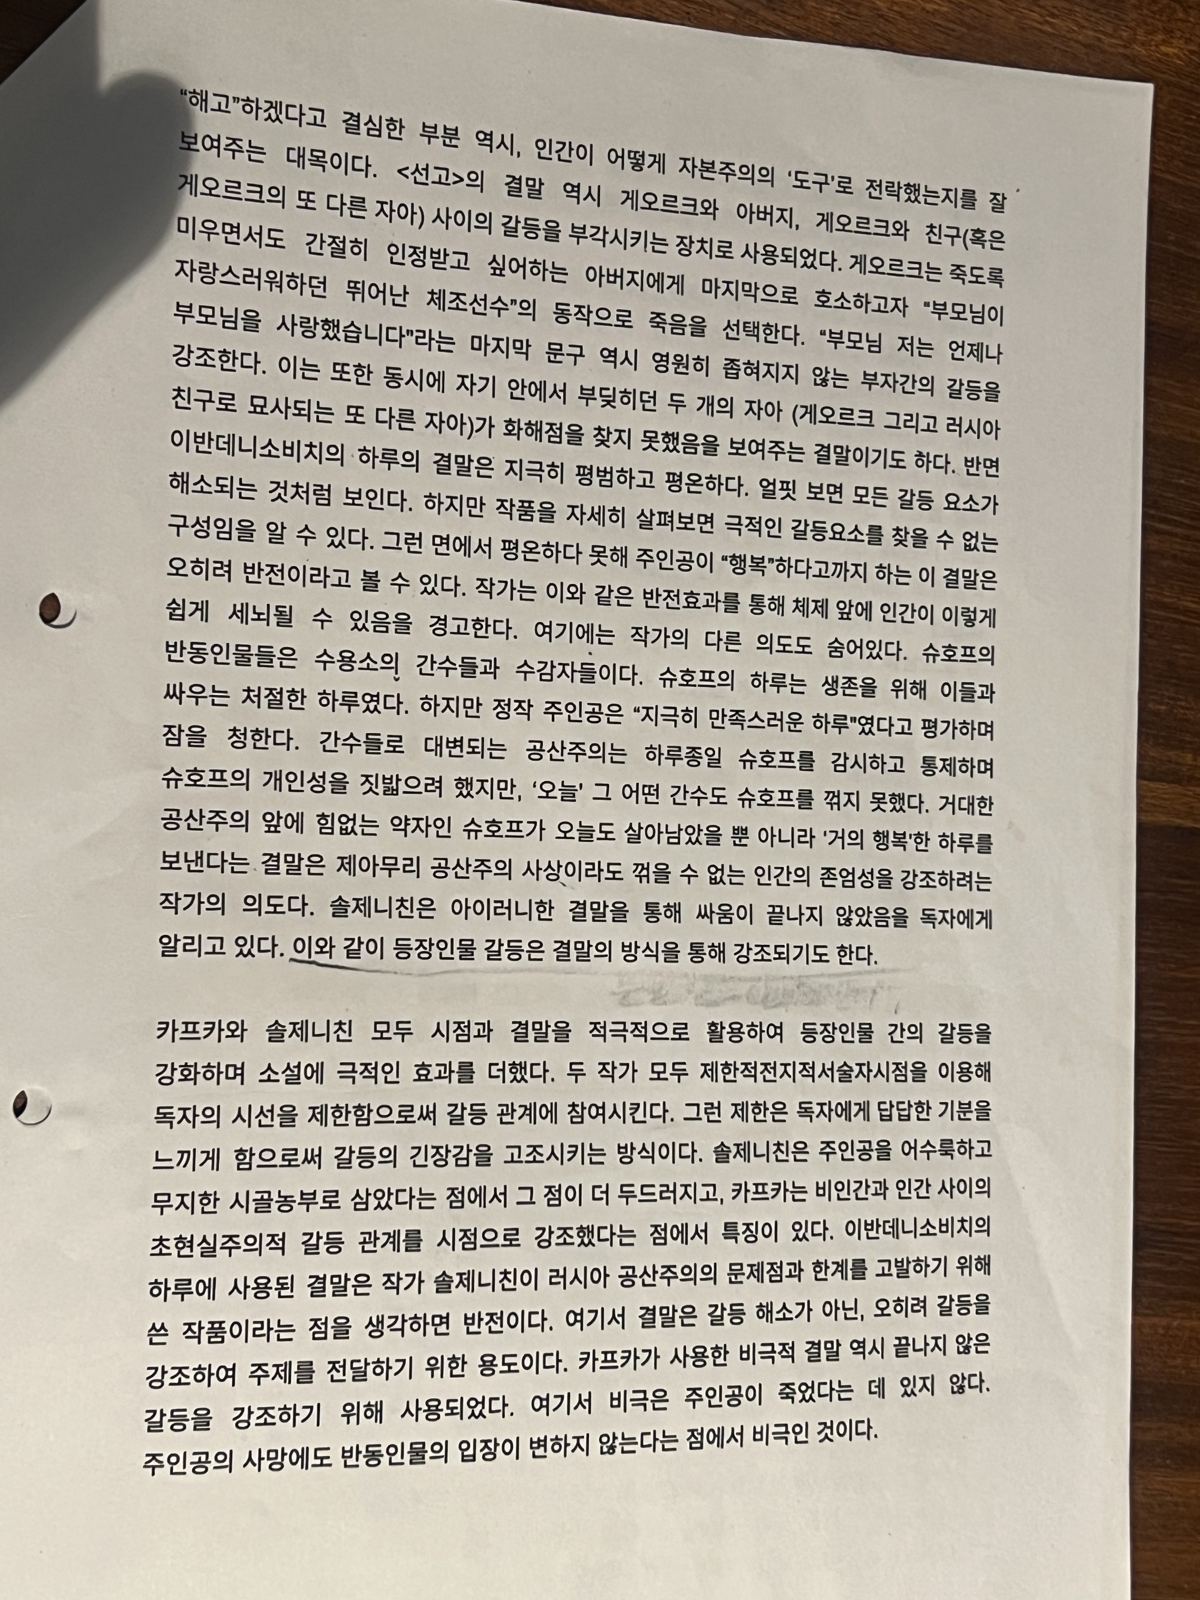 “해고”하겠다고 결심한 부분 역시, 인간이 어떻게 자본주의의 ‘도구’로 전락했는지를 잘
보여주는 대목이다. <선고>의 결말 역시 게오르크와 아버지, 게오르크와 친구(혹은
게오르크의 또 다른 자아) 사이의 갈등을 부각시키는 장치로 사용되었다. 게오르크는 죽도록
미우면서도 간절히 인정받고 싶어하는 아버지에게 마지막으로 호소하고자 “부모님이
자랑스러워하던 뛰어난 체조선수”의 동작으로 죽음을 선택한다. “부모님 저는 언제나
부모님을 사랑했습니다”라는 마지막 문구 역시 영원히 좁혀지지 않는 부자간의 갈등을
강조한다. 이는 또한 동시에 자기 안에서 부딪히던 두 개의 자아 (게오르크 그리고 러시아
친구로 묘사되는 또 다른 자아)가 화해점을 찾지 못했음을 보여주는 결말이기도 하다. 반면
이반데니소비치의 하루의 결말은 지극히 평범하고 평온하다. 얼핏 보면 모든 갈등 요소가
해소되는 것처럼 보인다. 하지만 작품을 자세히 살펴보면 극적인 갈등요소를 찾을 수 없는
구성임을 알 수 있다. 그런 면에서 평온하다 못해 주인공이 “행복”하다고까지 하는 이 결말은
오히려 반전이라고 볼 수 있다. 작가는 이와 같은 반전효과를 통해 체제 앞에 인간이 이렇게
쉽게 세뇌될 수 있음을 경고한다. 여기에는 작가의 다른 의도도 숨어있다. 슈호프의
반동인물들은 수용소의 간수들과 수감자들이다. 슈호프의 하루는 생존을 위해 이들과
싸우는 처절한 하루였다. 하지만 정작 주인공은 “지극히 만족스러운 하루”였다고 평가하며
잠을 청한다. 간수들로 대변되는 공산주의는 하루종일 슈호프를 감시하고 통제하며
슈호프의 개인성을 짓밟으려 했지만, ‘오늘’ 그 어떤 간수도 슈호프를 꺾지 못했다. 거대한
공산주의 앞에 힘없는 약자인 슈호프가 오늘도 살아남았을 뿐 아니라 ‘거의 행복’한 하루를
보낸다는 결말은 제아무리 공산주의 사상이라도 꺾을 수 없는 인간의 존엄성을 강조하려는
작가의 의도다. 솔제니친은 아이러니한 결말을 통해 싸움이 끝나지 않았음을 독자에게
알리고 있다. 이와 같이 등장인물 갈등은 결말의 방식을 통해 강조되기도 한다.
카프카와 솔제니친 모두 시점과 결말을 적극적으로 활용하여 등장인물 간의 갈등을
강화하며 소설에 극적인 효과를 더했다. 두 작가 모두 제한적전지적서술자시점을 이용해
독자의 시선을 제한함으로써 갈등 관계에 참여시킨다. 그런 제한은 독자에게 답답한 기분을
느끼게 함으로써 갈등의 긴장감을 고조시키는 방식이다. 솔제니친은 주인공을 어수룩하고
무지한 시골농부로 삼았다는 점에서 그 점이 더 두드러지고, 카프카는 비인간과 인간 사이의
초현실주의적 갈등 관계를 시점으로 강조했다는 점에서 특징이 있다. 이반데니소비치의
하루에 사용된 결말은 작가 솔제니친이 러시아 공산주의의 문제점과 한계를 고발하기 위해
쓴 작품이라는 점을 생각하면 반전이다. 여기서 결말은 갈등 해소가 아닌, 오히려 갈등을
강조하여 주제를 전달하기 위한 용도이다. 카프카가 사용한 비극적 결말 역시 끝나지 않은
갈등을 강조하기 위해 사용되었다. 여기서 비극은 주인공이 죽었다는 데 있지 않다.
주인공의 사망에도 반동인물의 입장이 변하지 않는다는 점에서 비극인 것이다.